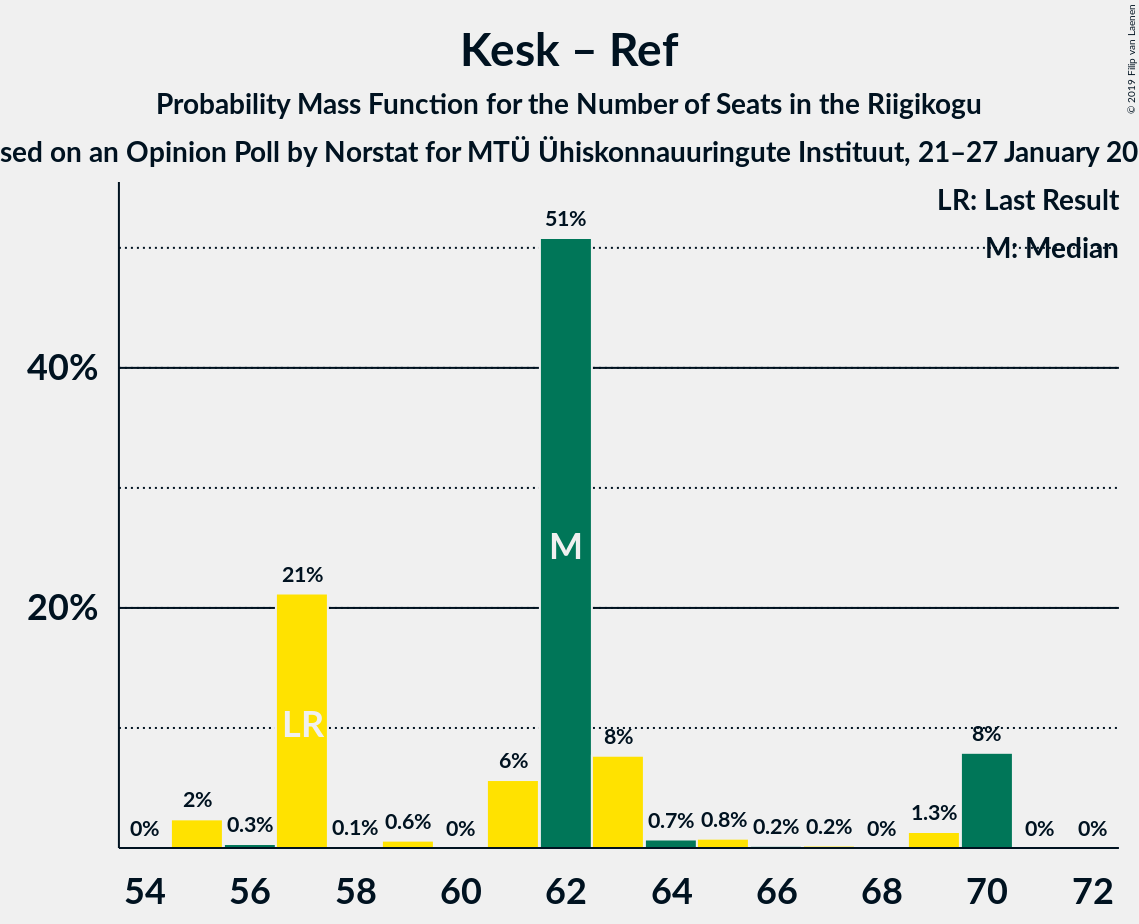 Kesk – Ref
Probability Mass Function for the Number of Seats in the Riigikogu
sed on an Opinion Poll by Norstat for MTÜ Ühiskonnauuringute Instituut, 21–27 January 20
© 2019 Filip van Laenen
LR: Last Result
M: Median
51%
40%
M
21%
20%
LR
8%
8%
6%
2%
0%
0.3%
0.1%
0.6%
0%
0.7%
0.8%
0.2%
0.2%
0%
1.3%
0%
0%
54 56 58 60 62 64 66 68 70 72